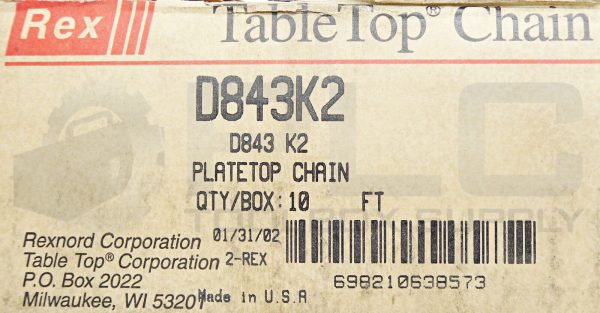 Rex TableTop® Chain
D843K2
D843 K2
PLATETOP CHAIN
QTY/BOX: 10 FT
Rexnord Corporation 01/31/02
Table Top® Corporation 2-REX
P.O. Box 2022
698210638573
Milwaukee, WI 53201 Made in U.S.A